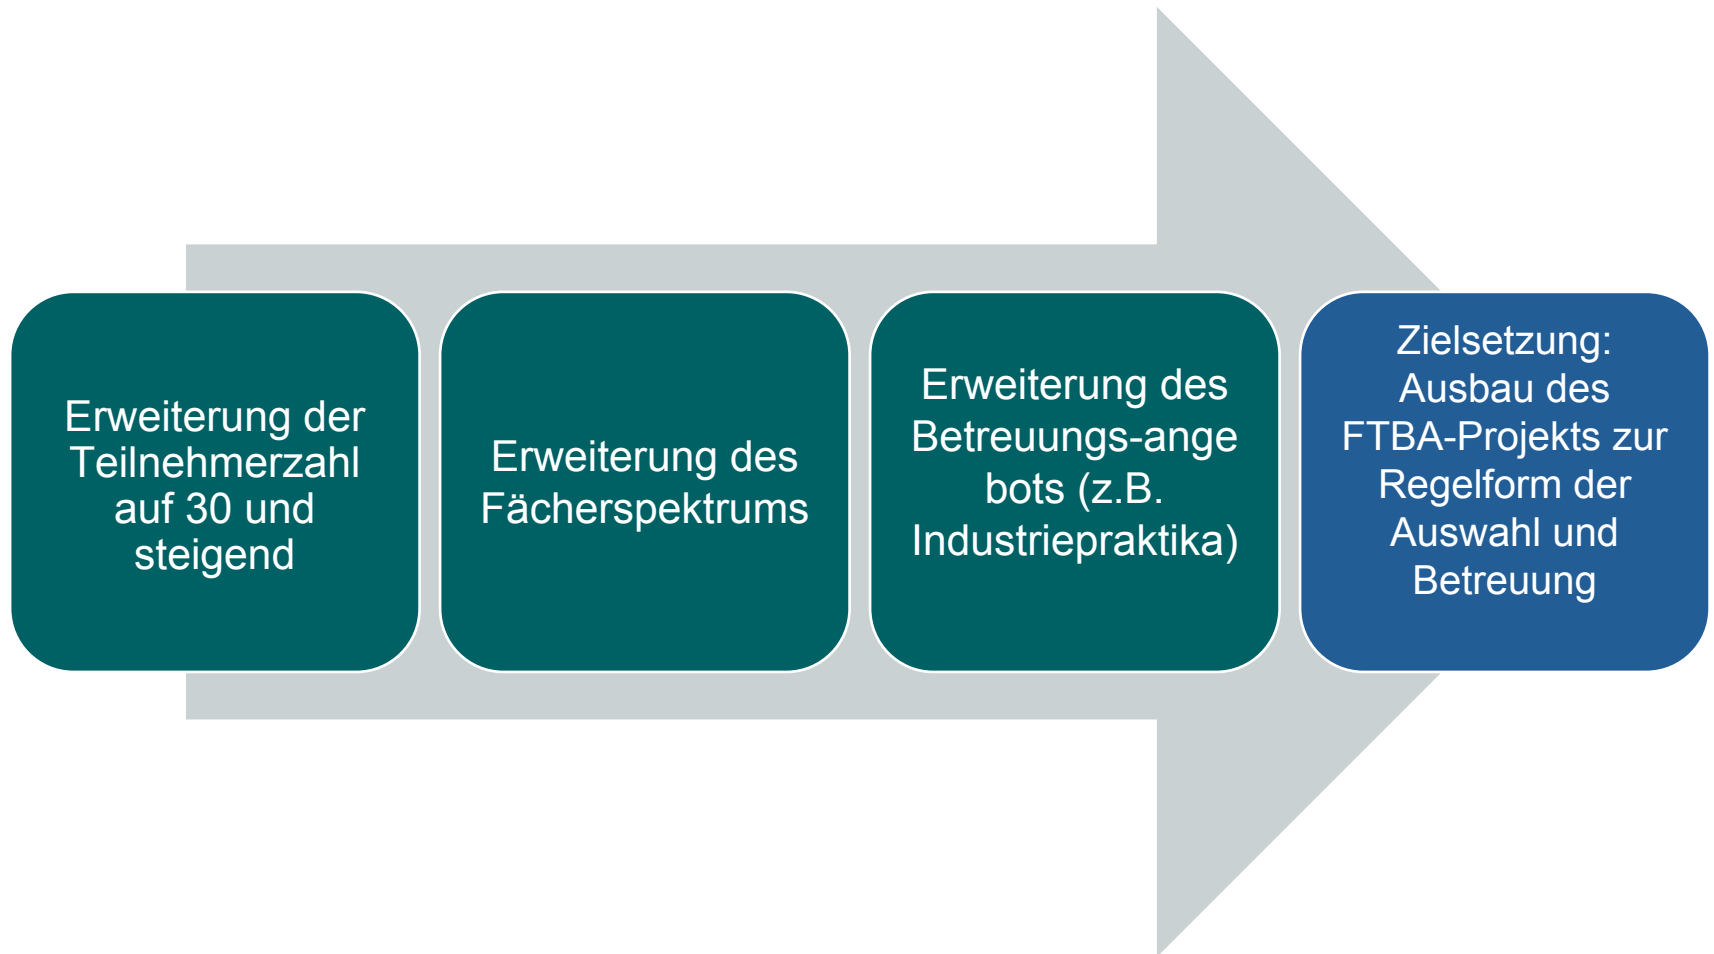 Erweiterung der
Teilnehmerzahl
auf 30 und
steigend
Erweiterung des
Fächerspektrums
Erweiterung des
Betreuungs-ange
bots (z.B.
Industriepraktika)
Zielsetzung:
Ausbau des
FTBA-Projekts zur
Regelform der
Auswahl und
Betreuung